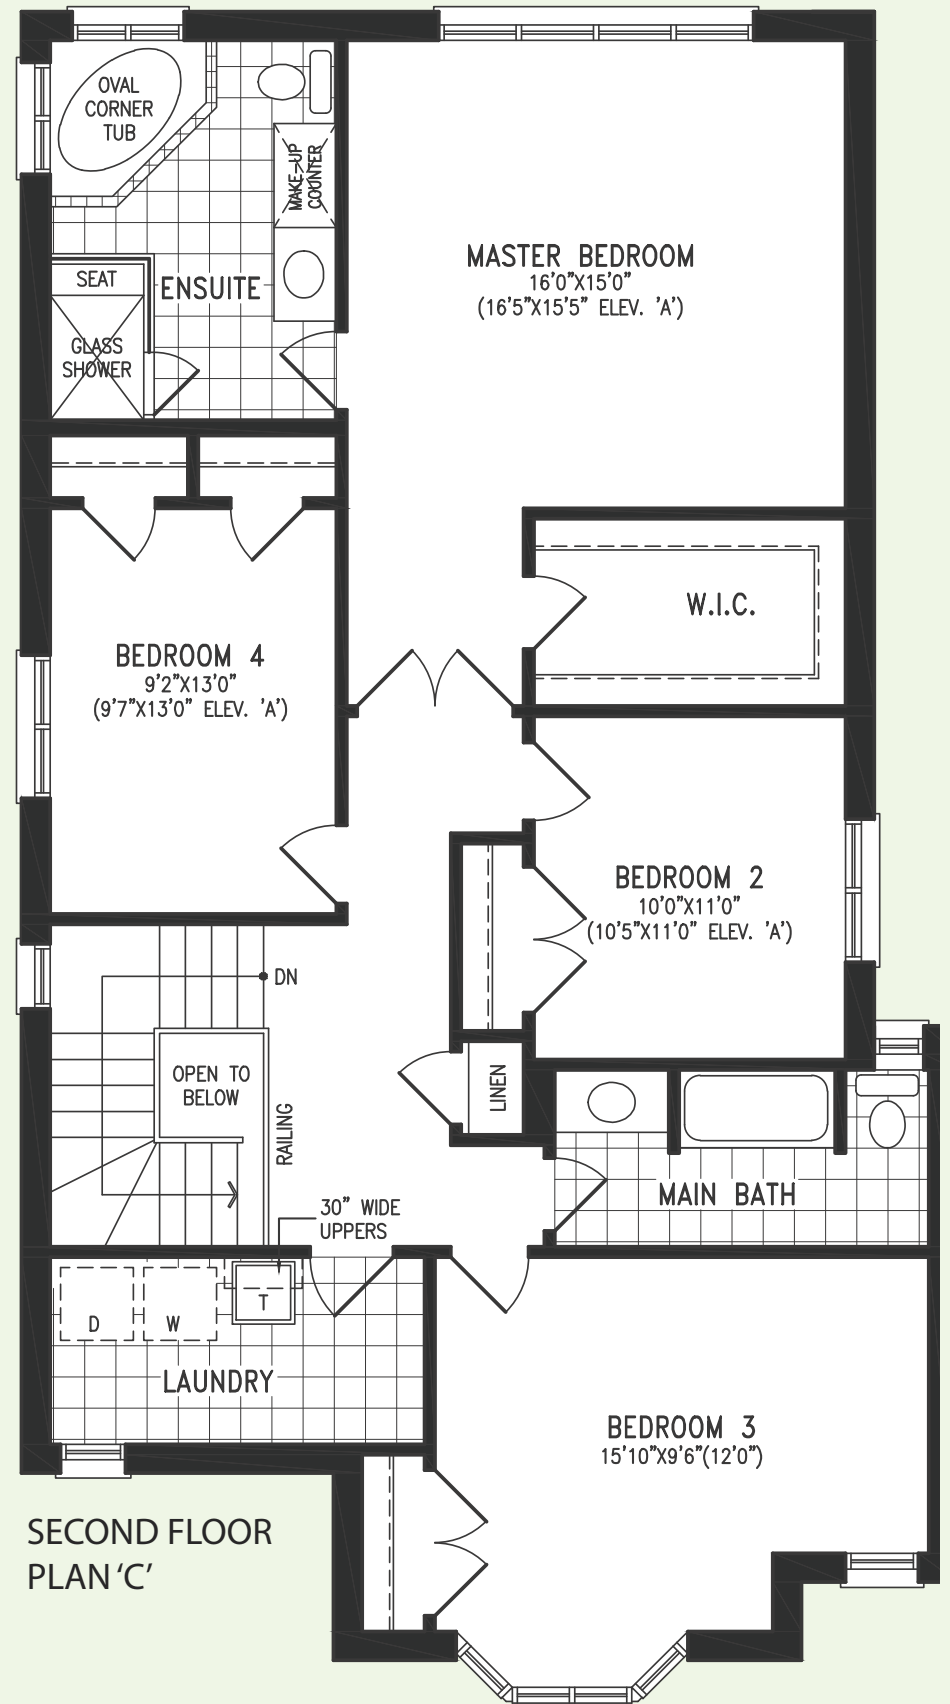 OVAL
CORNER
TUB
MAKE-UP
COUNTER
MASTER BEDROOM
16'0"X15'0"
(16'5"X15'5" ELEV. 'A')
SEAT
ENSUITE
GLASS
SHOWER
W.I.C.
BEDROOM 4
9'2"X13'0"
(9'7"X13'0" ELEV. 'A')
BEDROOM 2
10'0"X11'0"
(10'5"X11'0" ELEV. 'A')
DN
OPEN TO
BELOW
LINEN
RAILING
MAIN BATH
30" WIDE
UPPERS
D
W
T
LAUNDRY
BEDROOM 3
15'10"X9'6"(12'0")
SECOND FLOOR
PLAN ‘C’